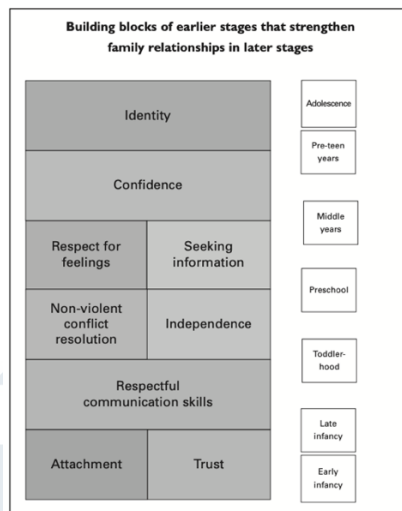 Building blocks of earlier stages that strengthen
family relationships in later stages
Identity
Adolescence
Pre-teen
years
Confidence
Middle
years
Respect for
feelings
Seeking
information
Preschool
Non-violent
conflict
resolution
Independence
Toddler-
hood
Respectful
communication skills
Late
infancy
Attachment
Trust
Early
infancy